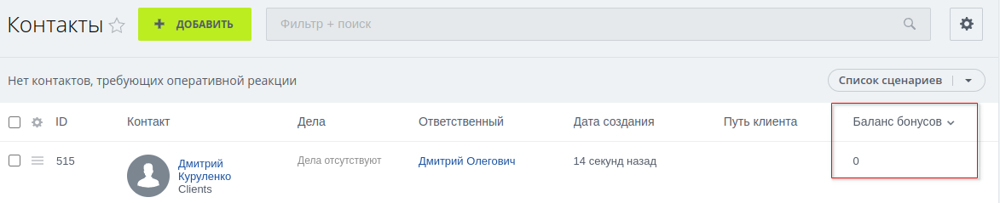 Контакты
ДОБАВИТЬ
Фильтр + поиск
Нет контактов, требующих оперативной реакции
Список сценариев
ID Контакт Дела Ответственный Дата создания Путь клиента Баланс бонусов
515 Дмитрий Куруленко Clients Дела отсутствуют Дмитрий Олегович 14 секунд назад 0